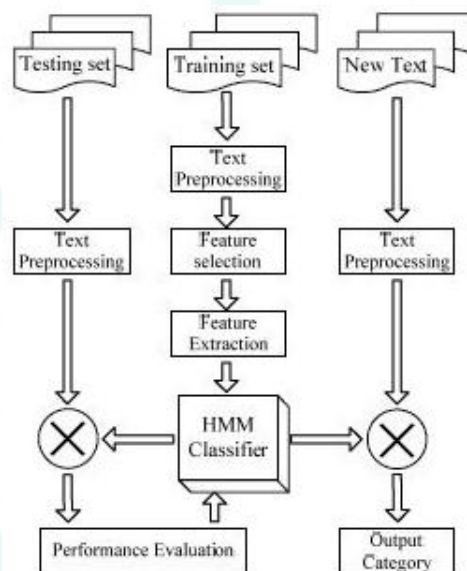 Testing set
Training set
New Text
Text
Preprocessing
Text
Preprocessing
Feature
selection
Text
Preprocessing
Feature
Extraction
HMM
Classifier
Performance Evaluation
Output
Category